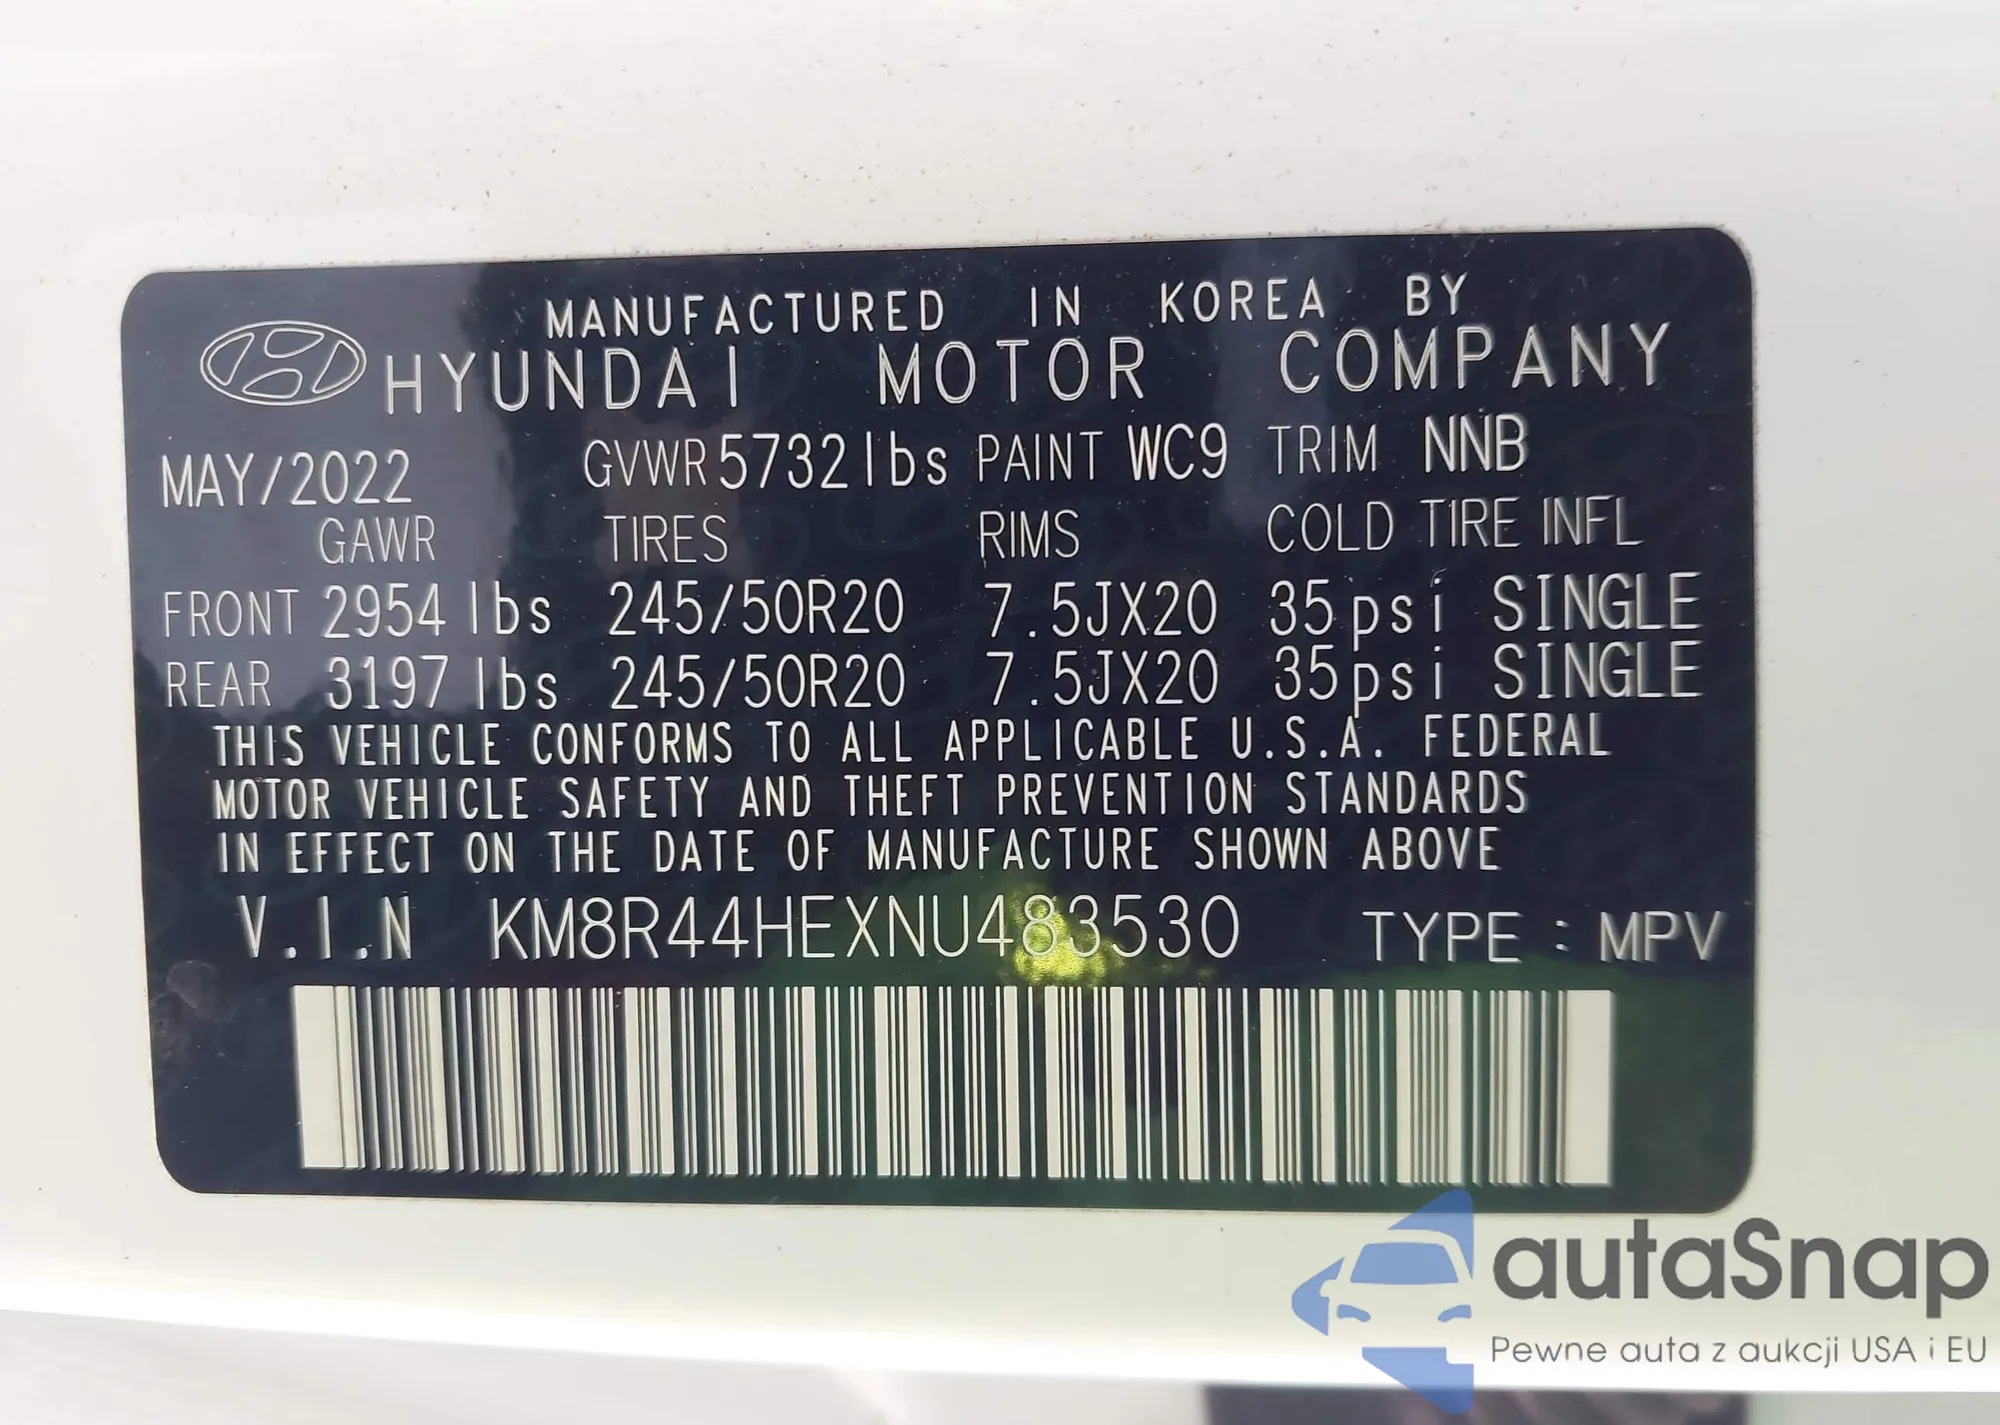 MANUFACTURED IN KOREA BY
HYUNDAI MOTOR COMPANY
MAY/2022 GVWR 5732lbs PAINT WC9 TRIM NNB
GAWR TIRES RIMS COLD TIRE INFL
FRONT 2954 lbs 245/50R20 7.5JX20 35psi SINGLE
REAR 3197 lbs 245/50R20 7.5JX20 35psi SINGLE
THIS VEHICLE CONFORMS TO ALL APPLICABLE U.S.A. FEDERAL
MOTOR VEHICLE SAFETY AND THEFT PREVENTION STANDARDS
IN EFFECT ON THE DATE OF MANUFACTURE SHOWN ABOVE
V.I.N KM8R44HEXNU483530 TYPE : MPV
autaSnap
Pewne auta z aukcji USA i EU